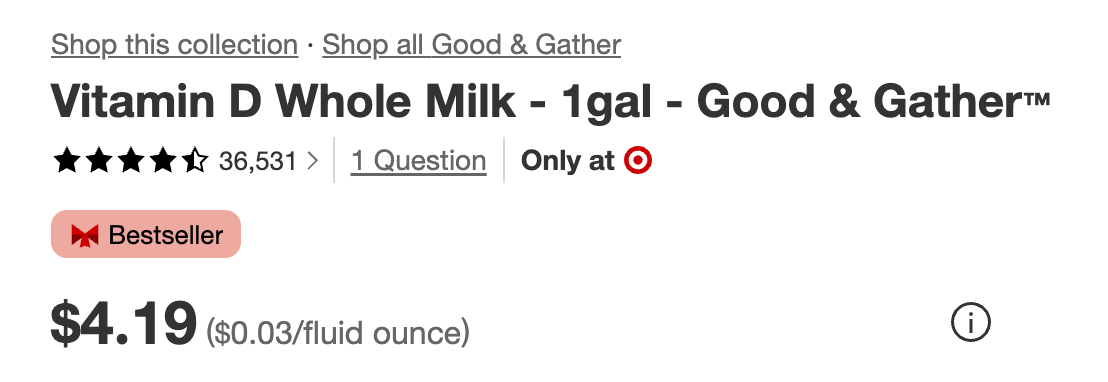 Shop this collection · Shop all Good & Gather
Vitamin D Whole Milk - 1gal - Good & Gather™
36,531 > 1 Question Only at
Bestseller
$4.19 ($0.03/fluid ounce)